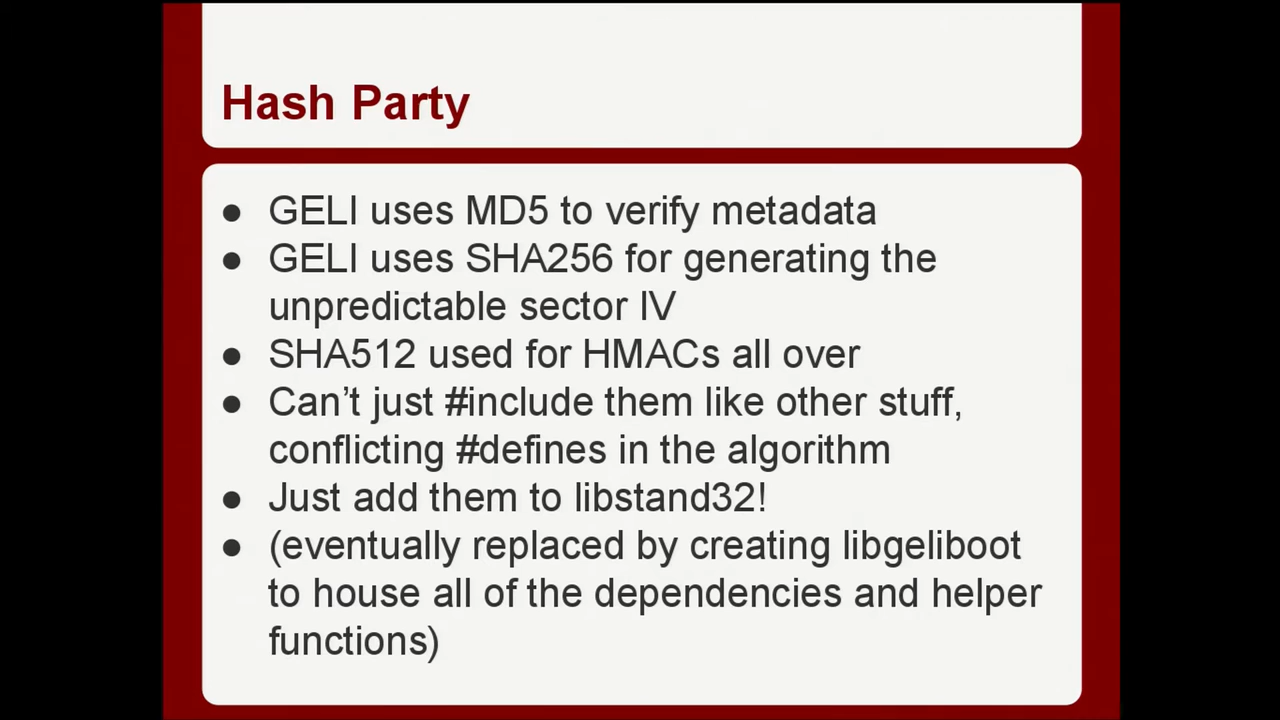 Hash Party
● GELI uses MD5 to verify metadata
● GELI uses SHA256 for generating the
unpredictable sector IV
● SHA512 used for HMACs all over
● Can’t just #include them like other stuff,
conflicting #defines in the algorithm
● Just add them to libstand32!
● (eventually replaced by creating libgeliboot
to house all of the dependencies and helper
functions)